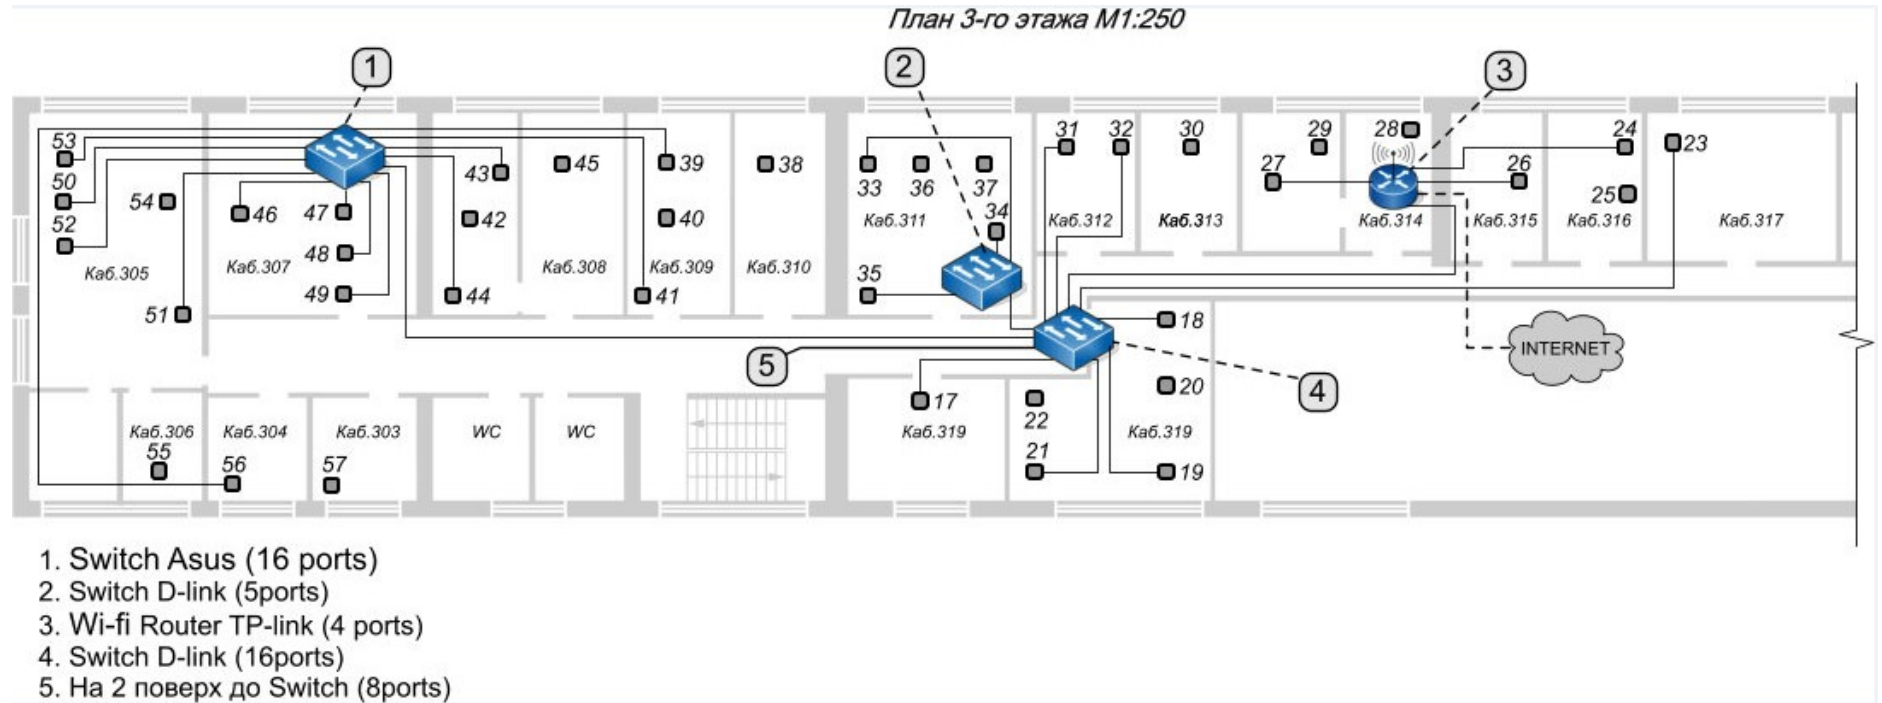 План 3-го этажа М1:250
1
2
3
53
50
52
54
51
Каб.305
46
47
48
49
Каб.307
43
42
44
45
Каб.308
39
40
41
Каб.309
38
Каб.310
33
36
37
34
35
Каб.311
31
32
Каб.312
30
Каб.313
27
29
28
Каб.314
26
Каб.315
24
25
Каб.316
23
Каб.317
5
18
4
INTERNET
Каб.306
55
Каб.304
56
Каб.303
57
WC
WC
17
Каб.319
22
21
20
Каб.319
19
1. Switch Asus (16 ports)
2. Switch D-link (5ports)
3. Wi-fi Router TP-link (4 ports)
4. Switch D-link (16ports)
5. На 2 поверх до Switch (8ports)